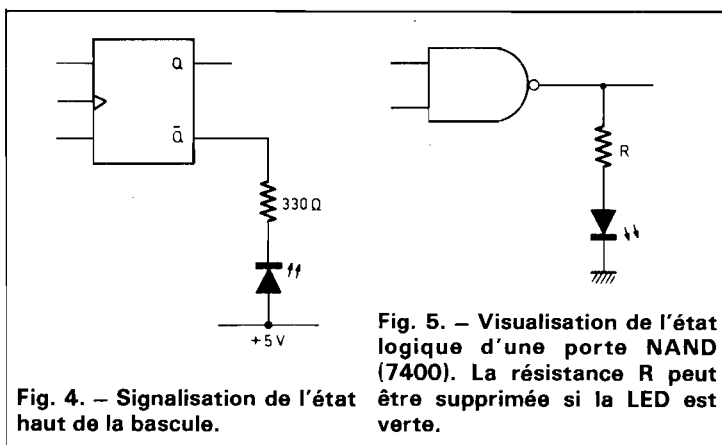 Q
Q̄
330 Ω
+5 V
Fig. 4. – Signalisation de l'état
haut de la bascule.
R
Fig. 5. – Visualisation de l'état
logique d'une porte NAND
(7400). La résistance R peut
être supprimée si la LED est
verte.